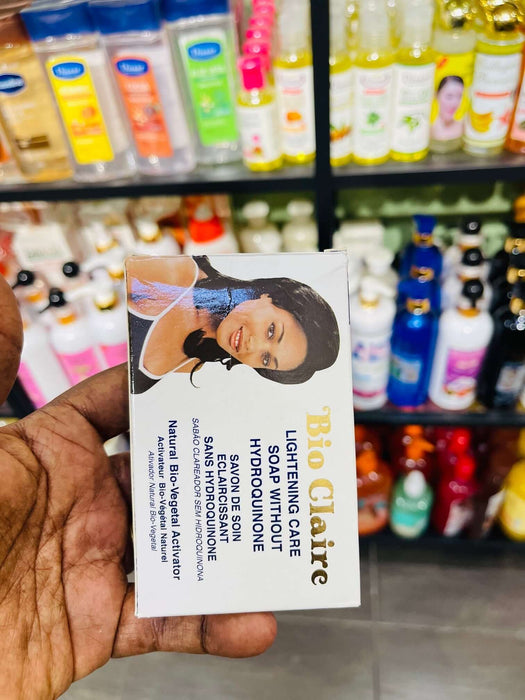 Bio Claire
LIGHTENING CARE
SOAP WITHOUT
HYDROQUINONE
SAVON DE SOIN
ECLAIRCISSANT
SANS HYDROQUINONE
SABÃO CLAREADOR SEM HIDROQUINONA
Natural Bio-Vegetal Activator
Activateur Bio-Végétal Naturel
Ativador Natural Bio-Vegetal